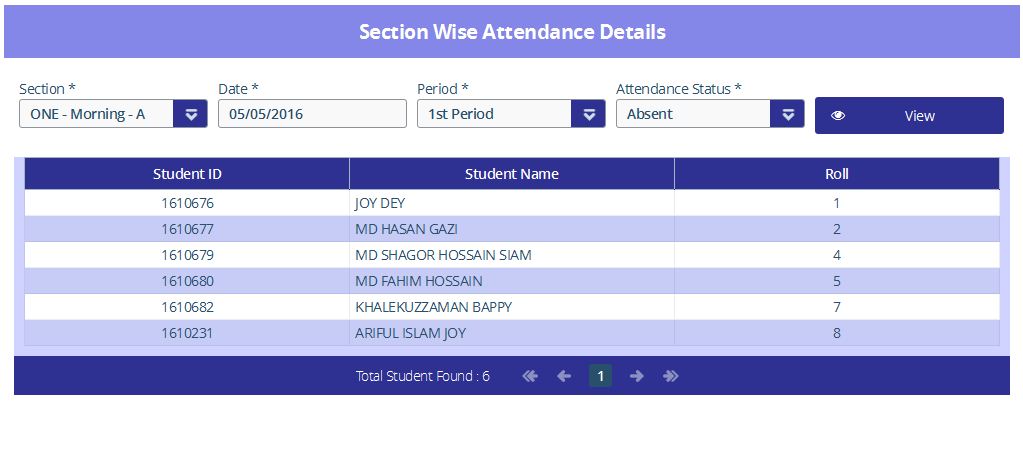 Section Wise Attendance Details
Section * Date * Period * Attendance Status *
ONE - Morning - A 05/05/2016 1st Period Absent View
Student ID Student Name Roll
1610676 JOY DEY 1
1610677 MD HASAN GAZI 2
1610679 MD SHAGOR HOSSAIN SIAM 4
1610680 MD FAHIM HOSSAIN 5
1610682 KHALEKUZZAMAN BAPPY 7
1610231 ARIFUL ISLAM JOY 8
Total Student Found : 6 1